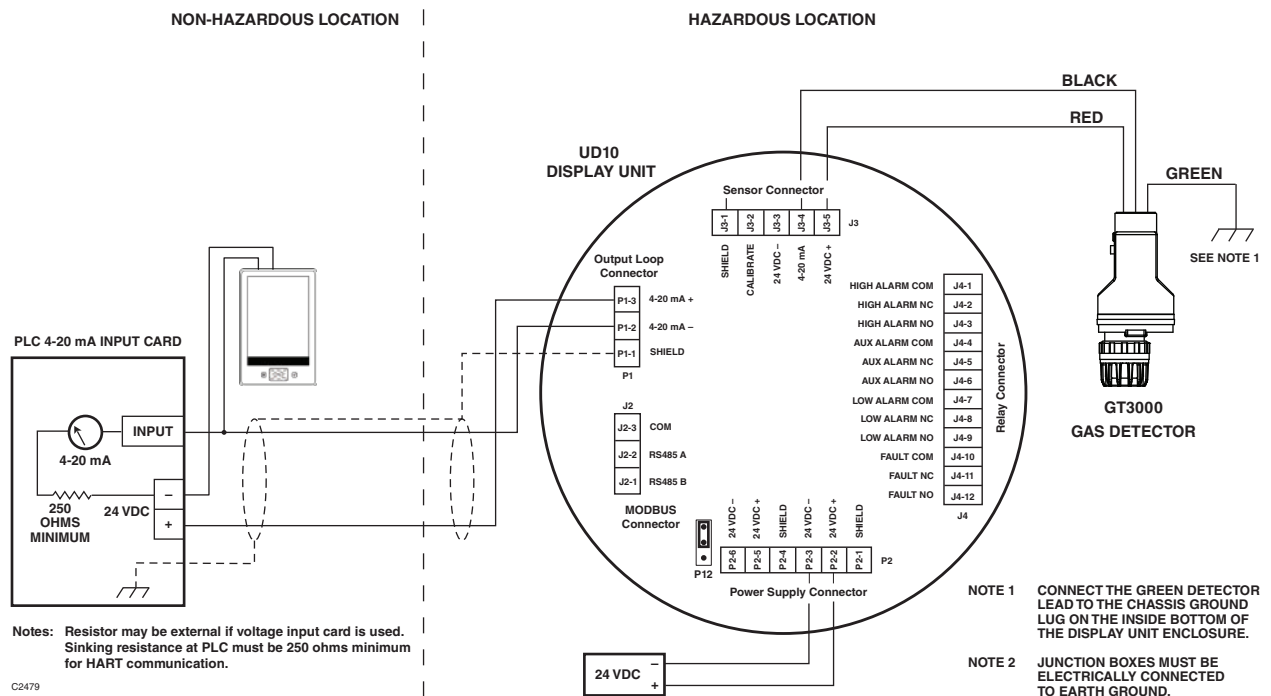 NON-HAZARDOUS LOCATION
HAZARDOUS LOCATION
BLACK
RED
GREEN
SEE NOTE 1
UD10
DISPLAY UNIT
Sensor Connector
J3-1
J3-2
J3-3
J3-4
J3-5
J3
SHIELD
CALIBRATE
24 VDC –
4-20 mA
24 VDC +
Output Loop
Connector
P1-3 4-20 mA +
P1-2 4-20 mA –
P1-1 SHIELD
P1
J2
J2-3 COM
J2-2 RS485 A
J2-1 RS485 B
MODBUS
Connector
HIGH ALARM COM J4-1
HIGH ALARM NC J4-2
HIGH ALARM NO J4-3
AUX ALARM COM J4-4
AUX ALARM NC J4-5
AUX ALARM NO J4-6
LOW ALARM COM J4-7
LOW ALARM NC J4-8
LOW ALARM NO J4-9
FAULT COM J4-10
FAULT NC J4-11
FAULT NO J4-12
J4
Relay Connector
GT3000
GAS DETECTOR
PLC 4-20 mA INPUT CARD
INPUT
4-20 mA
250
OHMS
MINIMUM
24 VDC
–
+
P12
24 VDC –
24 VDC +
SHIELD
24 VDC –
24 VDC +
SHIELD
P2-6
P2-5
P2-4
P2-3
P2-2
P2-1
P2
Power Supply Connector
24 VDC
–
+
Notes: Resistor may be external if voltage input card is used.
Sinking resistance at PLC must be 250 ohms minimum
for HART communication.
C2479
NOTE 1 CONNECT THE GREEN DETECTOR
LEAD TO THE CHASSIS GROUND
LUG ON THE INSIDE BOTTOM OF
THE DISPLAY UNIT ENCLOSURE.
NOTE 2 JUNCTION BOXES MUST BE
ELECTRICALLY CONNECTED
TO EARTH GROUND.